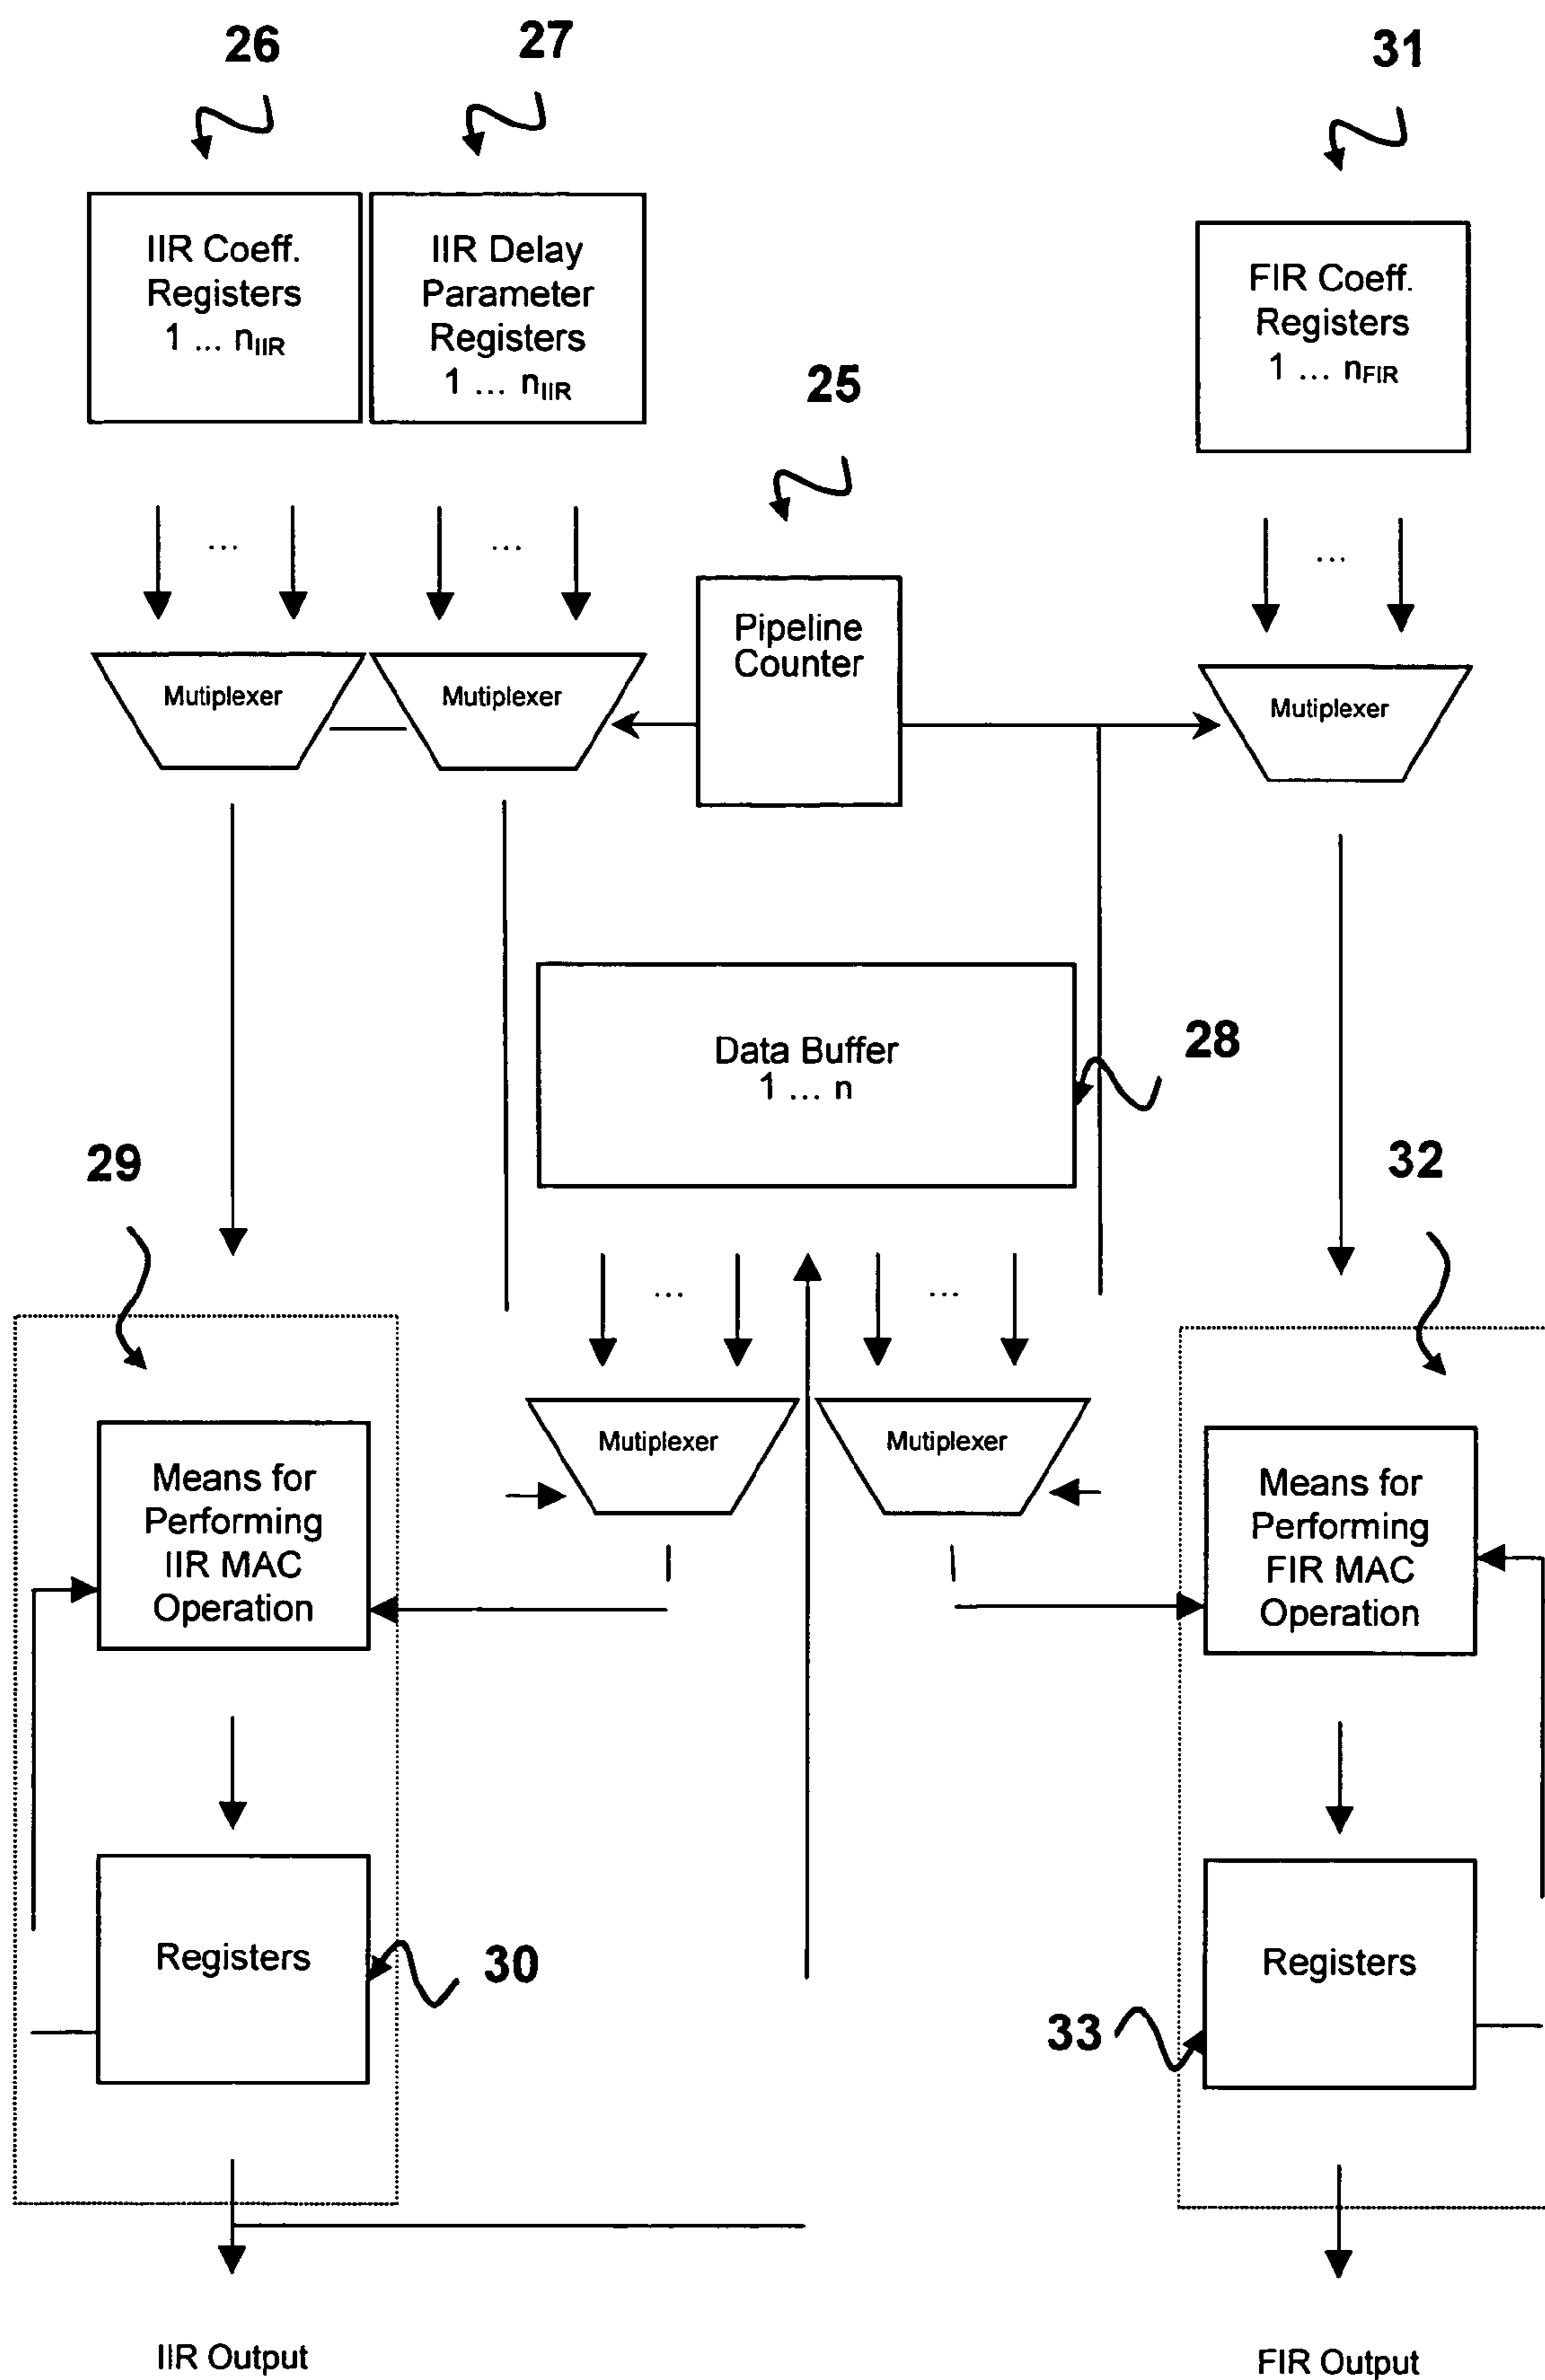 26
27
31
IIR Coeff.
Registers
1 ... nIIR
IIR Delay
Parameter
Registers
1 ... nIIR
FIR Coeff.
Registers
1 ... nFIR
25
...
...
...
Pipeline
Counter
Mutiplexer
Mutiplexer
Mutiplexer
Data Buffer
1 ... n
28
29
32
...
...
Mutiplexer
Mutiplexer
Means for
Performing
IIR MAC
Operation
Means for
Performing
FIR MAC
Operation
Registers
30
Registers
33
IIR Output
FIR Output